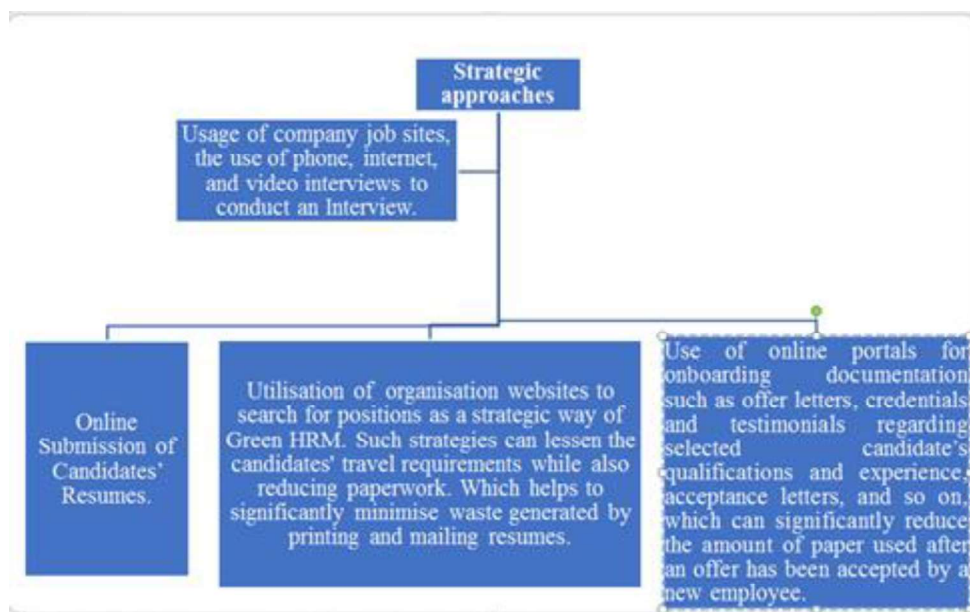 Strategic
approaches
Usage of company job sites,
the use of phone, internet,
and video interviews to
conduct an Interview.
Online
Submission of
Candidates’
Resumes.
Utilisation of organisation websites to
search for positions as a strategic way of
Green HRM. Such strategies can lessen the
candidates' travel requirements while also
reducing paperwork. Which helps to
significantly minimise waste generated by
printing and mailing resumes.
Use of online portals for
onboarding documentation
such as offer letters, credentials
and testimonials regarding
selected candidate’s
qualifications and experience,
acceptance letters, and so on,
which can significantly reduce
the amount of paper used after
an offer has been accepted by a
new employee.